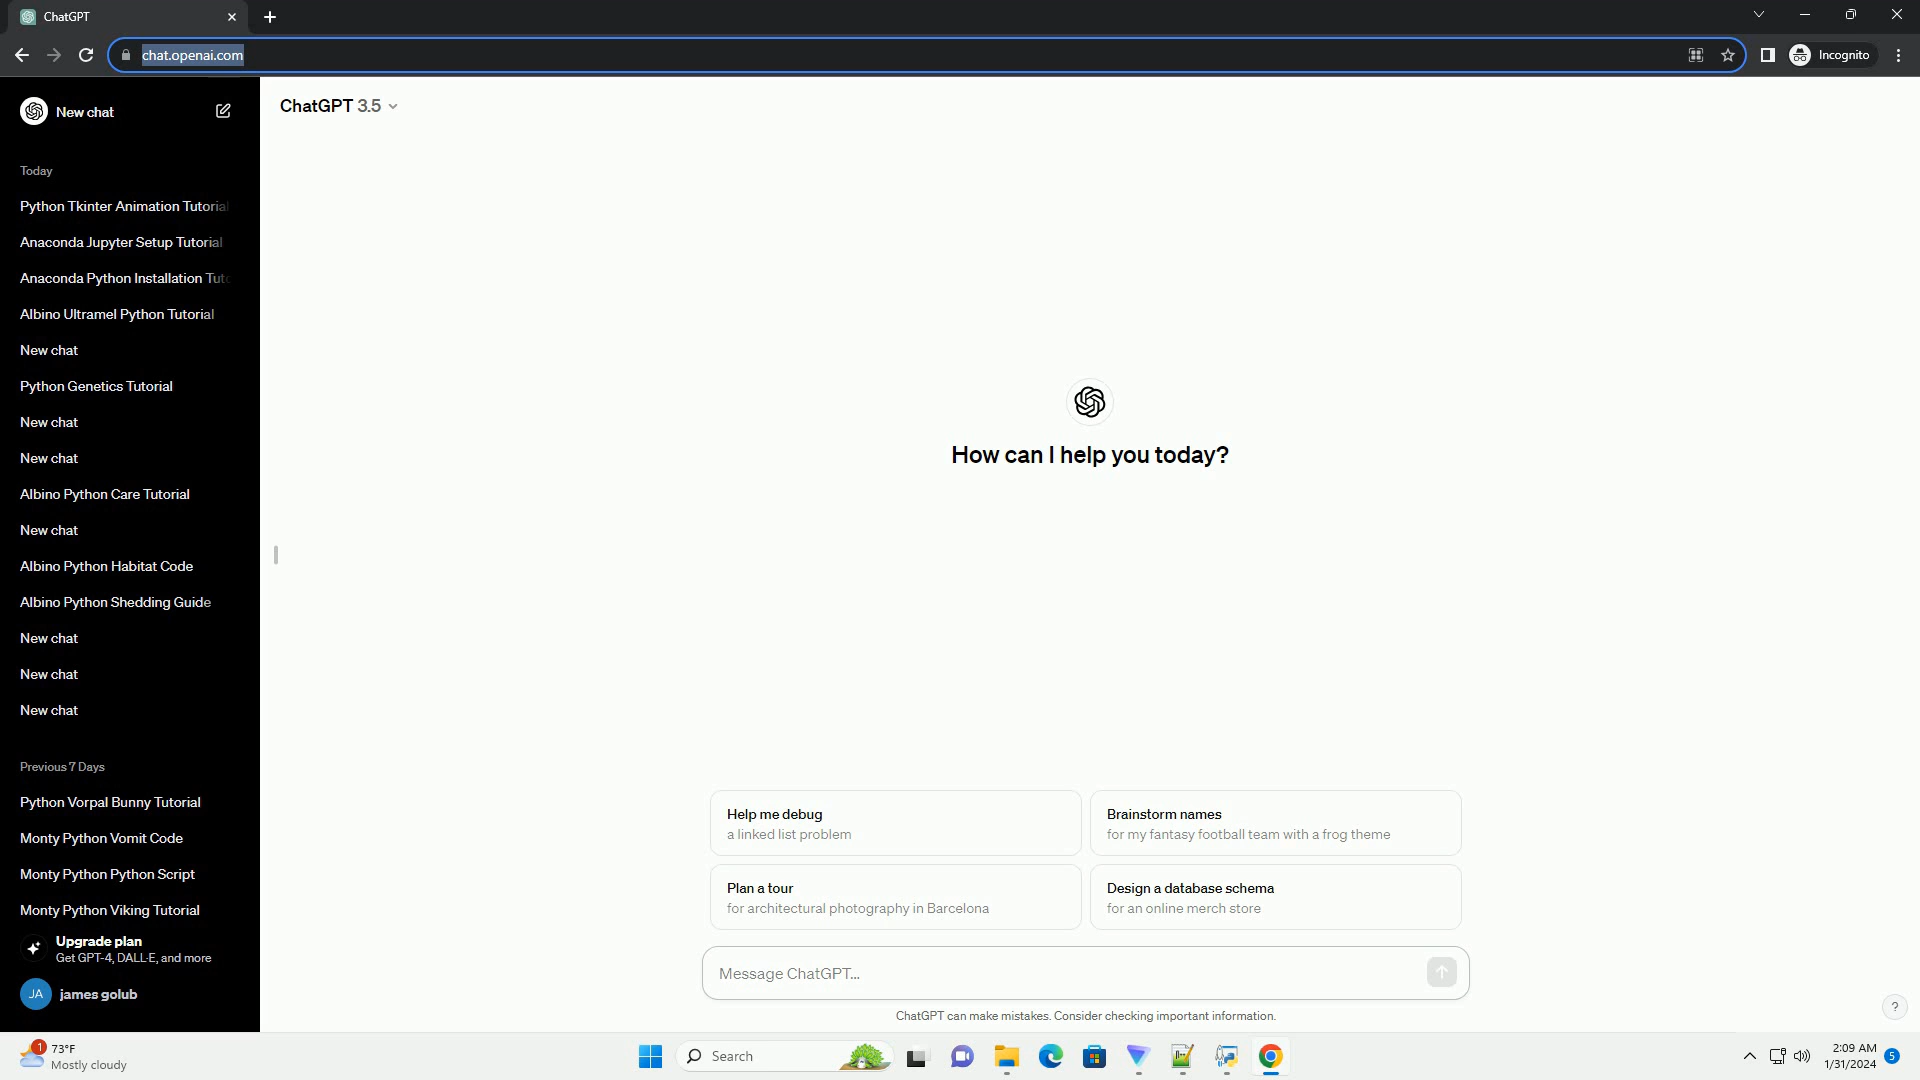 ChatGPT
chat.openai.com
Incognito
New chat
ChatGPT 3.5
Today
Python Tkinter Animation Tutorial
Anaconda Jupyter Setup Tutorial
Anaconda Python Installation Tuto
Albino Ultramel Python Tutorial
New chat
Python Genetics Tutorial
New chat
New chat
Albino Python Care Tutorial
New chat
Albino Python Habitat Code
Albino Python Shedding Guide
New chat
New chat
New chat
Previous 7 Days
Python Vorpal Bunny Tutorial
Monty Python Vomit Code
Monty Python Python Script
Monty Python Viking Tutorial
Upgrade plan
Get GPT-4, DALL·E, and more
JA
james golub
How can I help you today?
Help me debug
a linked list problem
Brainstorm names
for my fantasy football team with a frog theme
Plan a tour
for architectural photography in Barcelona
Design a database schema
for an online merch store
Message ChatGPT...
ChatGPT can make mistakes. Consider checking important information.
?
1
73°F
Mostly cloudy
Search
2:09 AM
1/31/2024
5